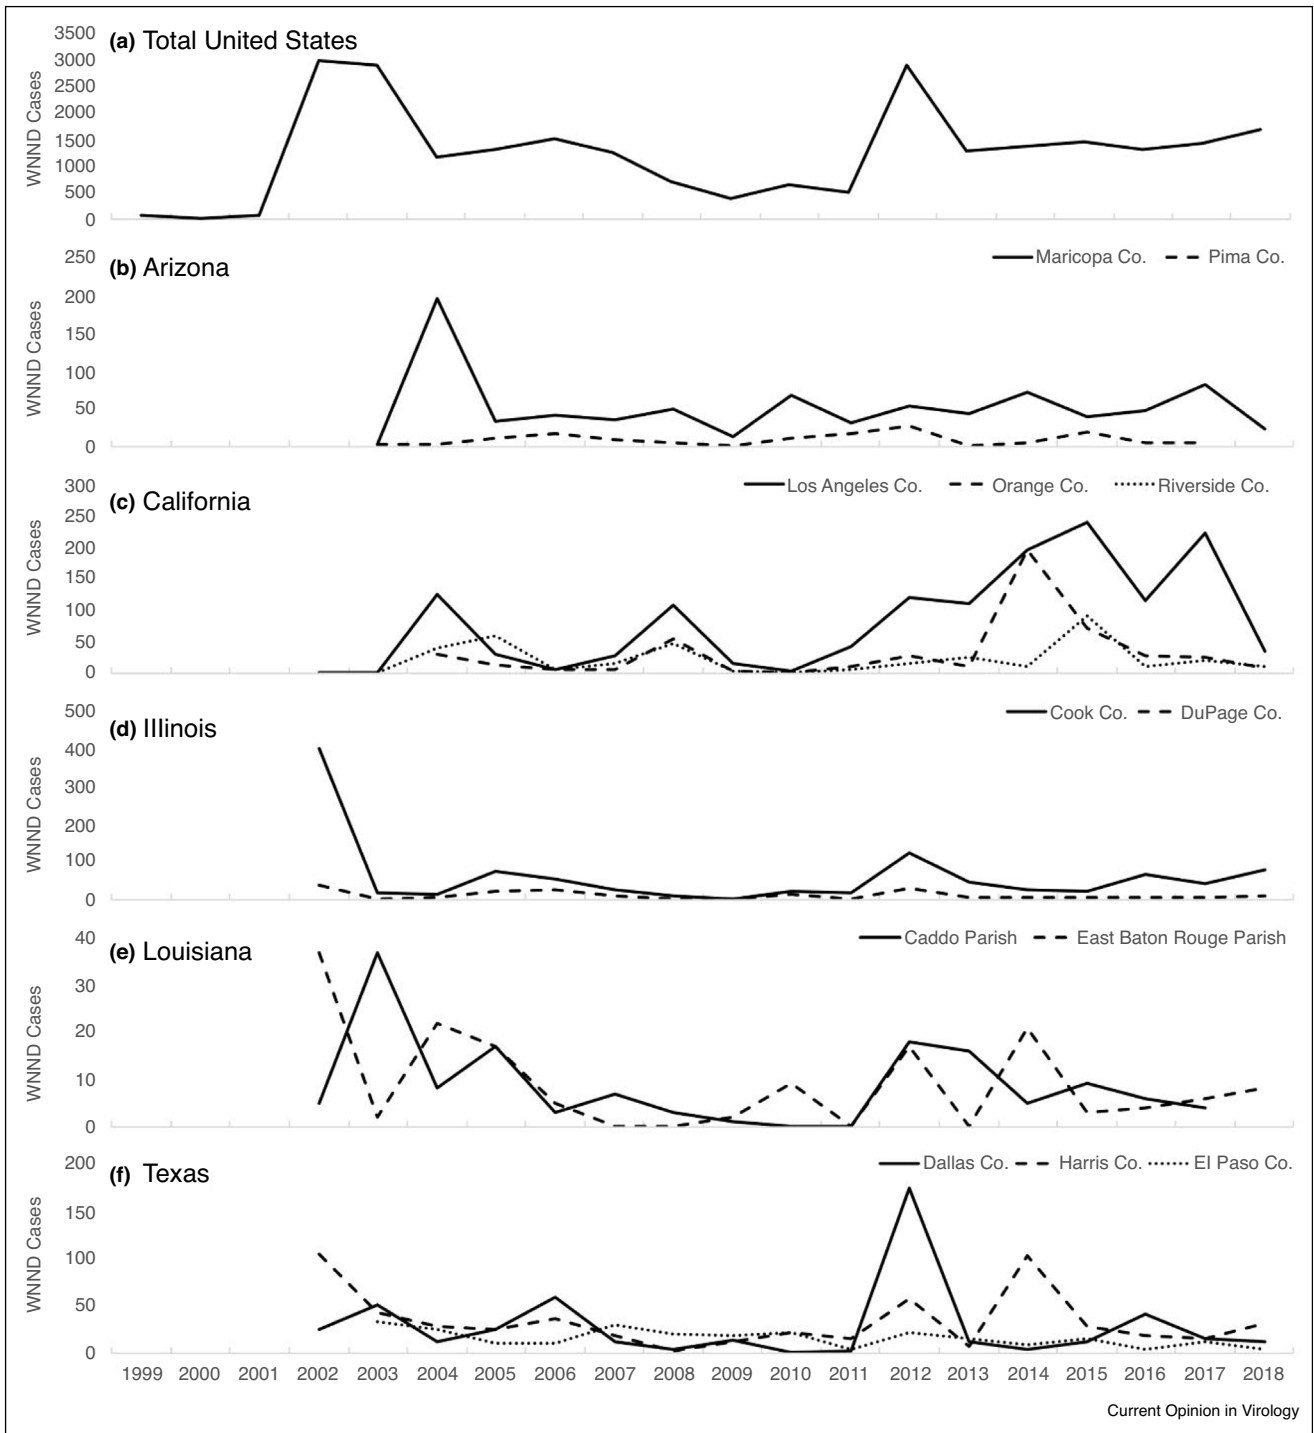 (a) Total United States
WNND Cases
3500
3000
2500
2000
1500
1000
500
0
(b) Arizona
Maricopa Co. Pima Co.
WNND Cases
250
200
150
100
50
0
(c) California
Los Angeles Co. Orange Co. Riverside Co.
WNND Cases
300
250
200
150
100
50
0
(d) Illinois
Cook Co. DuPage Co.
WNND Cases
500
400
300
200
100
0
(e) Louisiana
Caddo Parish East Baton Rouge Parish
WNND Cases
40
30
20
10
0
(f) Texas
Dallas Co. Harris Co. El Paso Co.
WNND Cases
200
150
100
50
0
1999 2000 2001 2002 2003 2004 2005 2006 2007 2008 2009 2010 2011 2012 2013 2014 2015 2016 2017 2018
Current Opinion in Virology